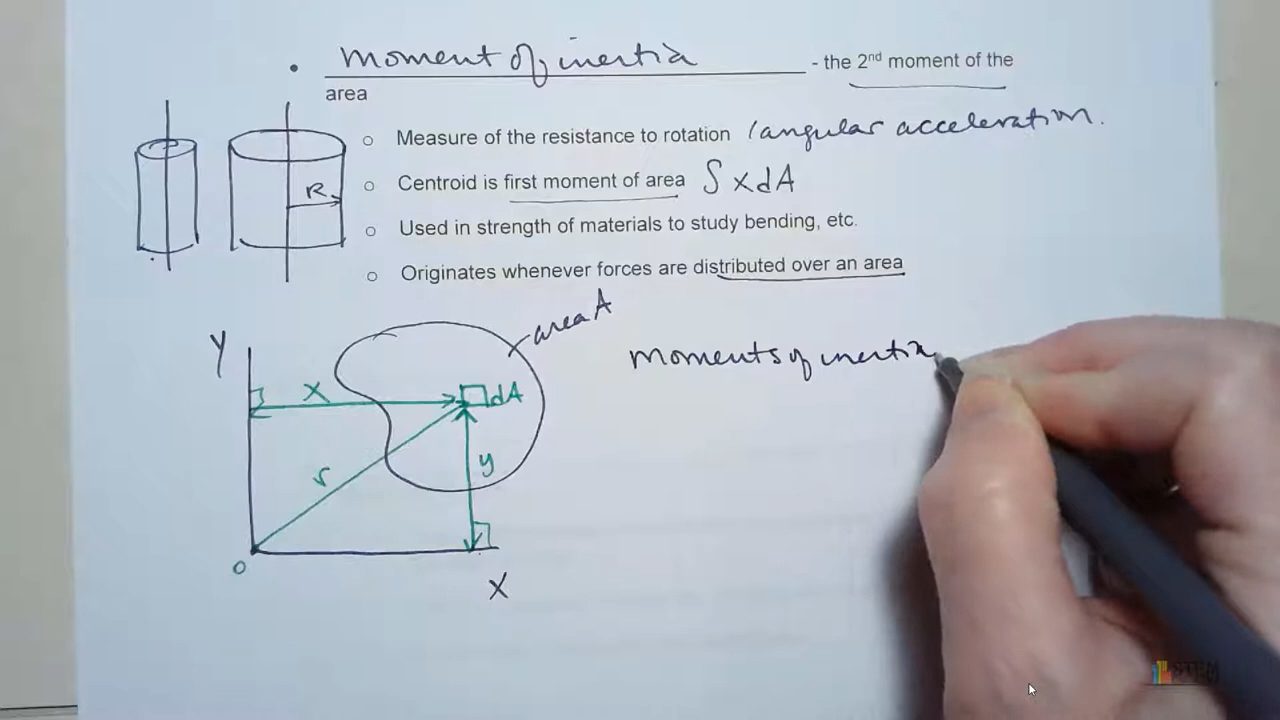 • moment of inertia - the 2nd moment of the
area
○ Measure of the resistance to rotation / angular acceleration.
○ Centroid is first moment of area ∫ x dA
○ Used in strength of materials to study bending, etc.
○ Originates whenever forces are distributed over an area
R
area A
Y
moments of inertia
x
dA
y
r
O
X
STEM